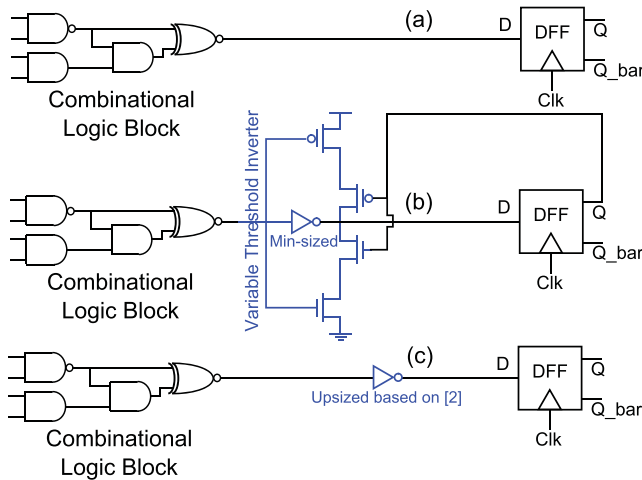 (a)
D
DFF
Q
Q_bar
Clk
Combinational
Logic Block
Variable Threshold Inverter
(b)
Min-sized
D
DFF
Q
Q_bar
Clk
Combinational
Logic Block
(c)
Upsized based on [2]
D
DFF
Q
Q_bar
Clk
Combinational
Logic Block